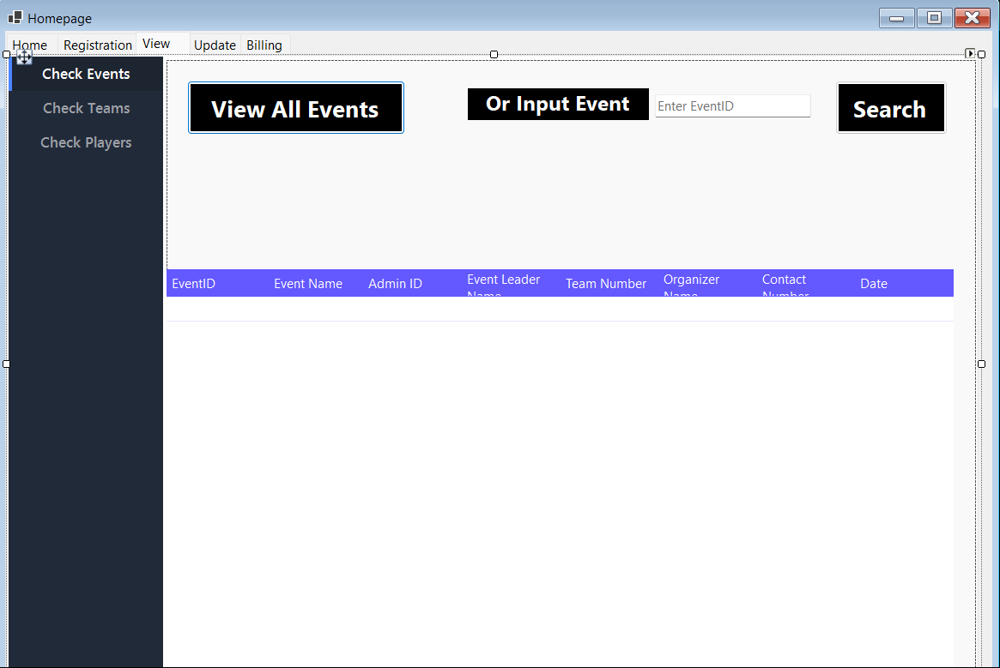 Homepage
Home Registration View Update Billing
Check Events
Check Teams
Check Players
View All Events
Or Input Event
Enter EventID
Search
EventID Event Name Admin ID Event Leader Name Team Number Organizer Name Contact Number Date